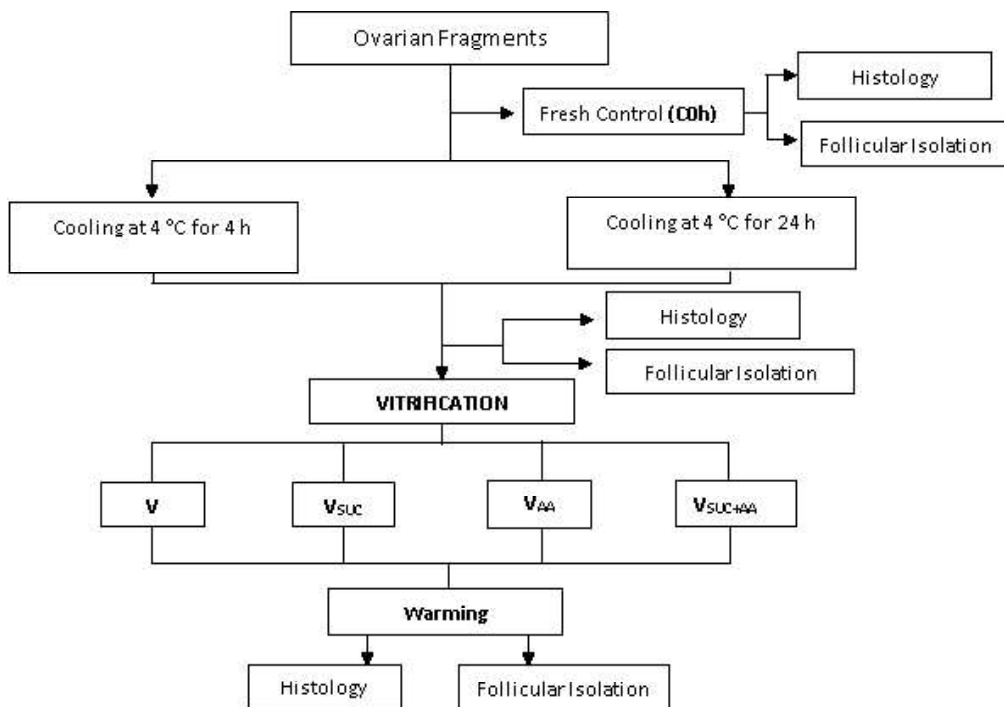 Ovarian Fragments
Histology
Fresh Control (C0h)
Follicular Isolation
Cooling at 4 °C for 4 h
Cooling at 4 °C for 24 h
Histology
Follicular Isolation
VITRIFICATION
V
VSUC
VAA
VSUC+AA
Warming
Histology
Follicular Isolation